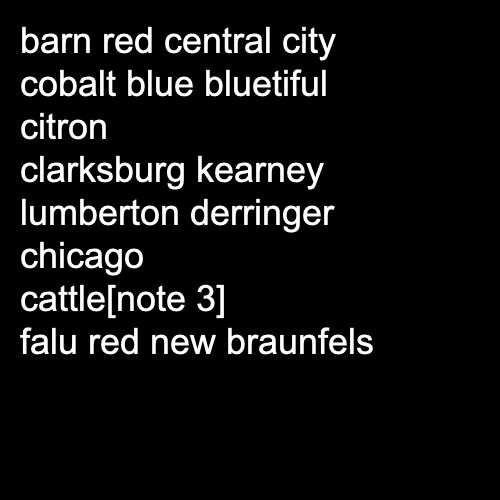 barn red central city
cobalt blue bluetiful
citron
clarksburg kearney
lumberton derringer
chicago
cattle[note 3]
falu red new braunfels